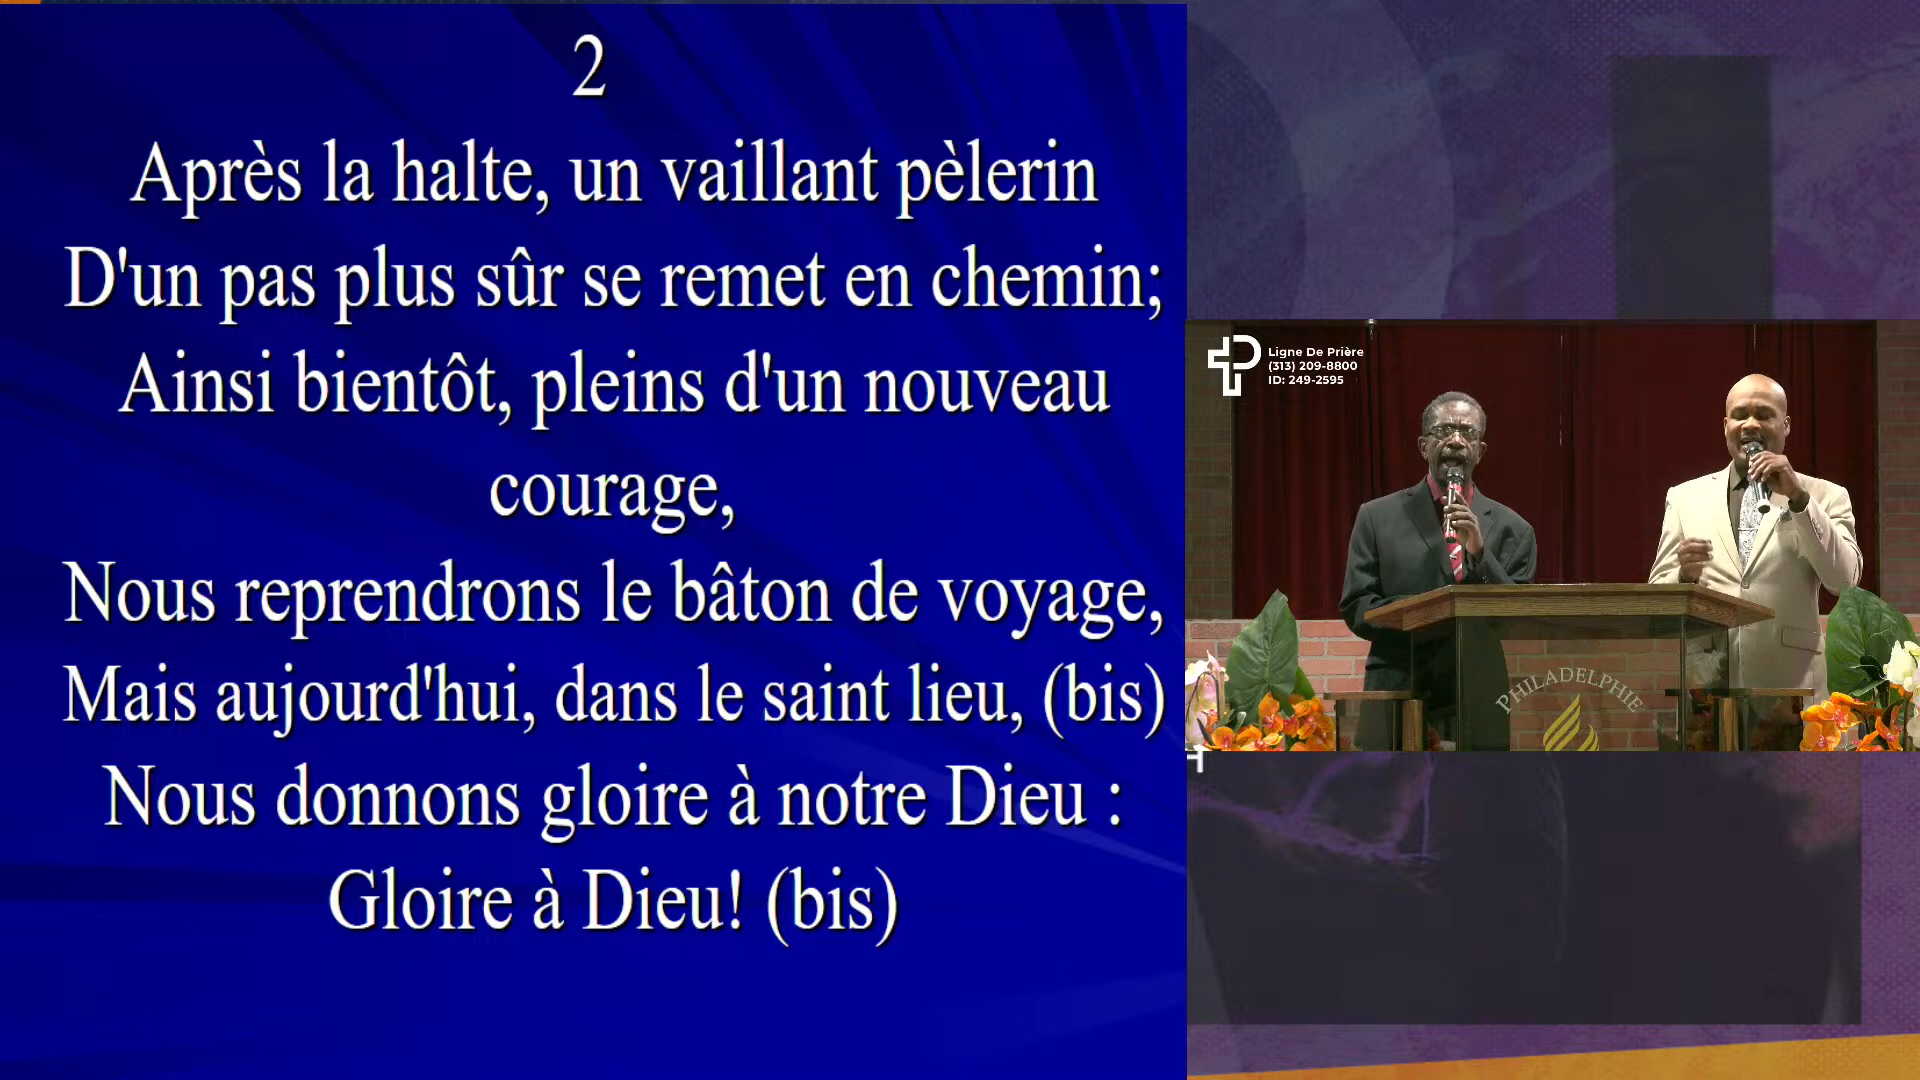 2
Après la halte, un vaillant pèlerin
D'un pas plus sûr se remet en chemin;
Ainsi bientôt, pleins d'un nouveau
courage,
Nous reprendrons le bâton de voyage,
Mais aujourd'hui, dans le saint lieu, (bis)
Nous donnons gloire à notre Dieu :
Gloire à Dieu! (bis)
Ligne De Prière
(313) 209-8800
ID: 249-2595
PHILADELPHIE